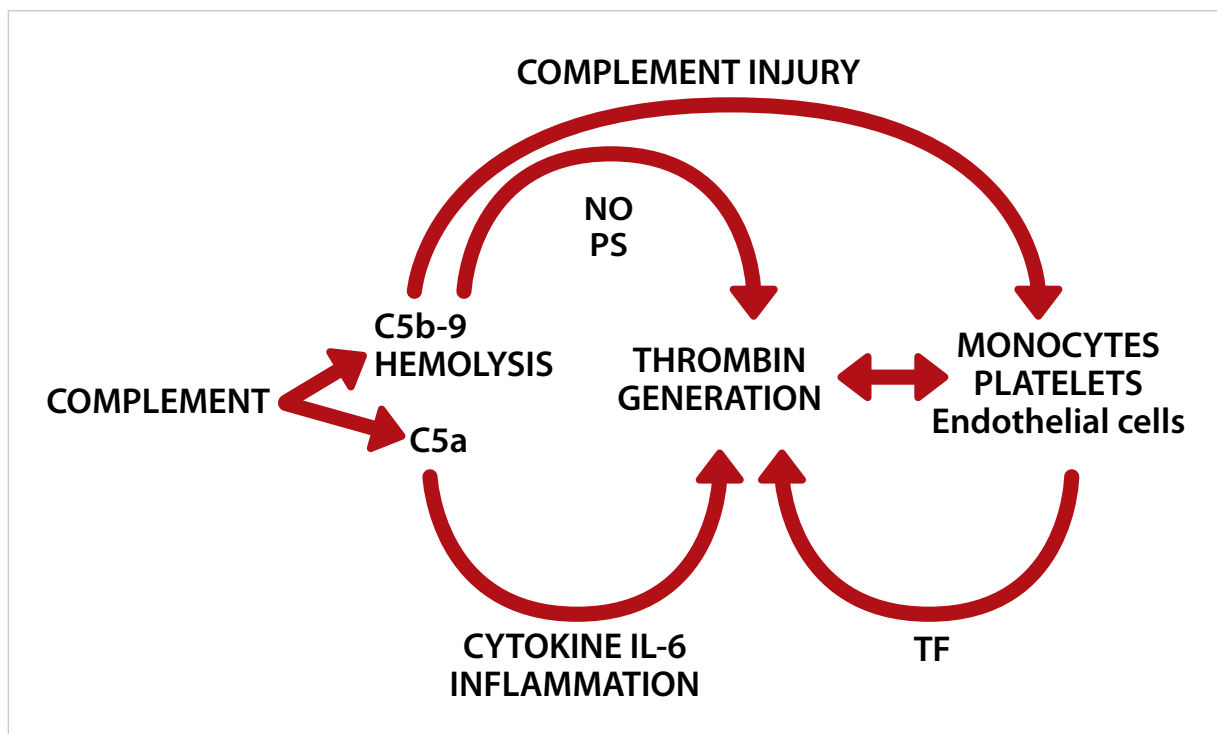 COMPLEMENT INJURY
NO
PS
C5b-9
HEMOLYSIS
COMPLEMENT
C5a
THROMBIN
GENERATION
MONOCYTES
PLATELETS
Endothelial cells
CYTOKINE IL-6
INFLAMMATION
TF